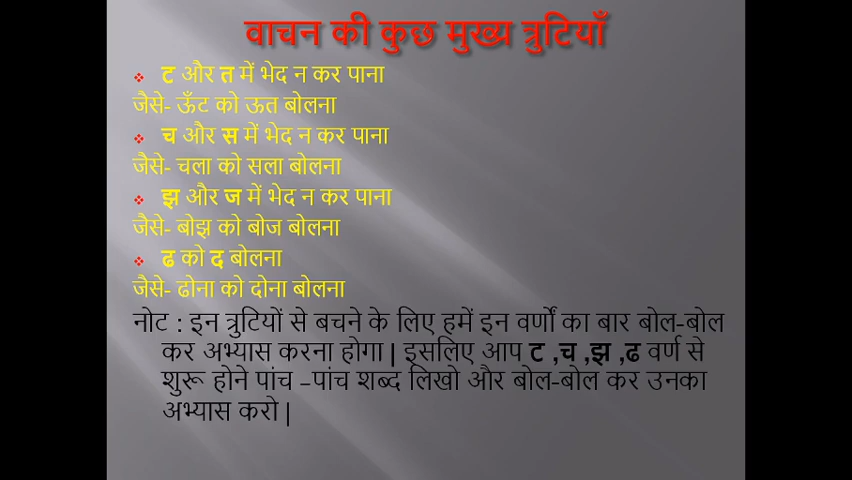 वाचन की कुछ मुख्य त्रुटियाँ
❖ ट और त में भेद न कर पाना
जैसे- ऊँट को ऊत बोलना
❖ च और स में भेद न कर पाना
जैसे- चला को सला बोलना
❖ झ और ज में भेद न कर पाना
जैसे- बोझ को बोज बोलना
❖ ढ को द बोलना
जैसे- ढोना को दोना बोलना
नोट : इन त्रुटियों से बचने के लिए हमें इन वर्णों का बार बोल-बोल
कर अभ्यास करना होगा | इसलिए आप ट ,च ,झ ,ढ वर्ण से
शुरू होने पांच –पांच शब्द लिखो और बोल-बोल कर उनका
अभ्यास करो |